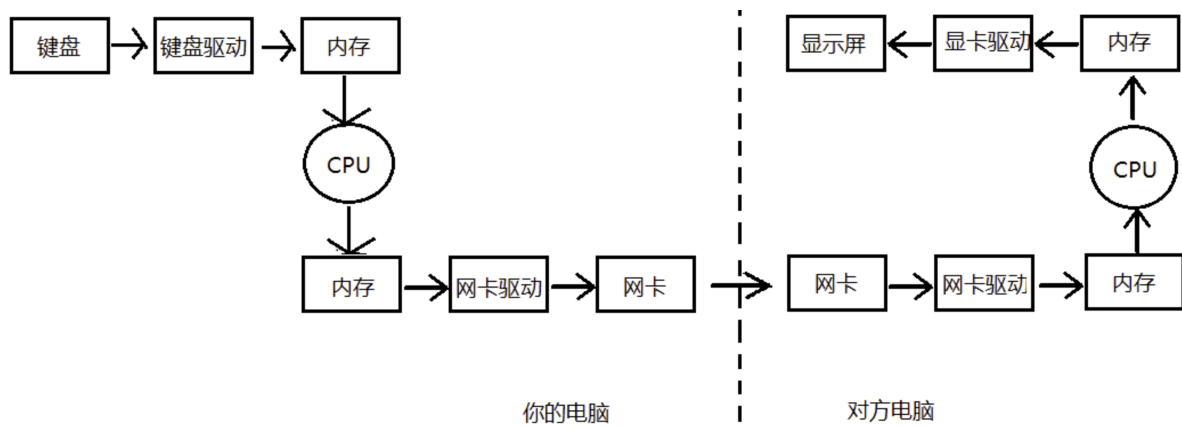 键盘
键盘驱动
内存
CPU
内存
网卡驱动
网卡
你的电脑
显示屏
显卡驱动
内存
CPU
网卡
网卡驱动
内存
对方电脑